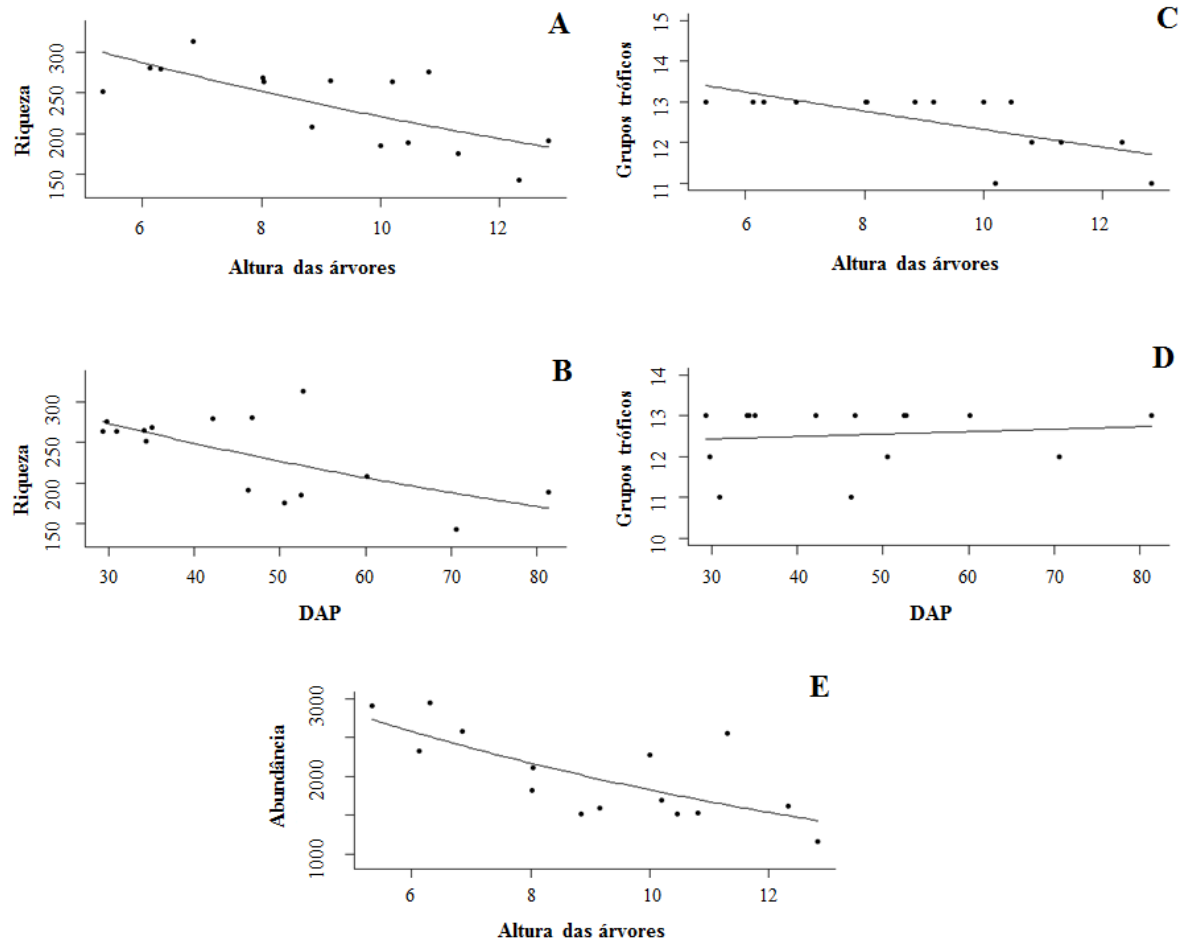 A
Riqueza
300
250
200
150
6 8 10 12
Altura das árvores
C
Grupos tróficos
15
14
13
12
11
6 8 10 12
Altura das árvores
B
Riqueza
300
250
200
150
30 40 50 60 70 80
DAP
D
Grupos tróficos
14
13
12
11
10
30 40 50 60 70 80
DAP
E
Abundância
3000
2000
1000
6 8 10 12
Altura das árvores